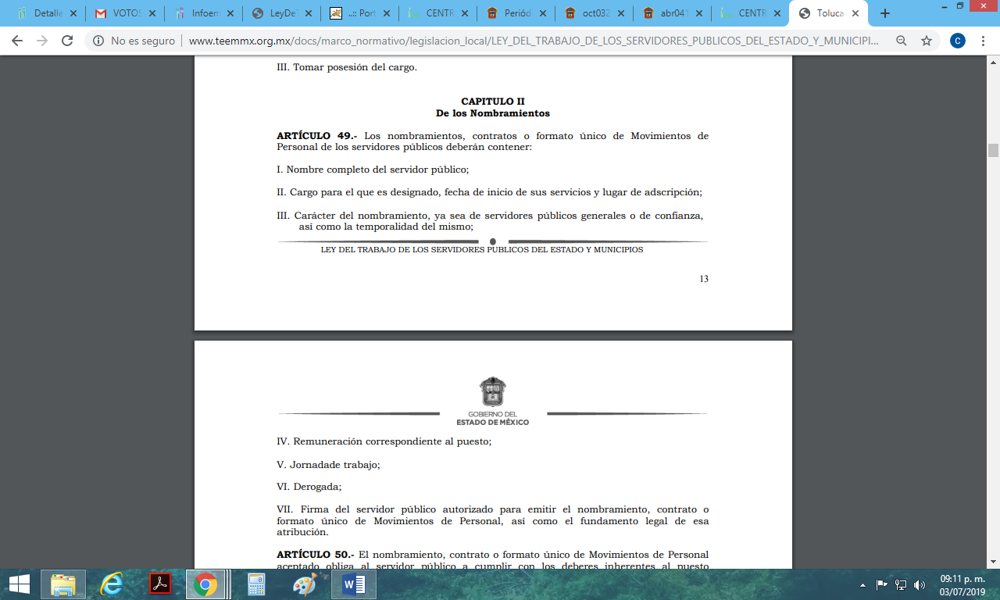 Detalle
VOTOS
Infoem
LeyDeT
..:: Port
CENTR
Periód
oct032
abr041
CENTR
Toluca
No es seguro
www.teemmx.org.mx/docs/marco_normativo/legislacion_local/LEY_DEL_TRABAJO_DE_LOS_SERVIDORES_PUBLICOS_DEL_ESTADO_Y_MUNICIPI...
C
III. Tomar posesión del cargo.
CAPITULO II
De los Nombramientos
ARTÍCULO 49.- Los nombramientos, contratos o formato único de Movimientos de
Personal de los servidores públicos deberán contener:
I. Nombre completo del servidor público;
II. Cargo para el que es designado, fecha de inicio de sus servicios y lugar de adscripción;
III. Carácter del nombramiento, ya sea de servidores públicos generales o de confianza,
así como la temporalidad del mismo;
LEY DEL TRABAJO DE LOS SERVIDORES PUBLICOS DEL ESTADO Y MUNICIPIOS
13
GOBIERNO DEL
ESTADO DE MÉXICO
IV. Remuneración correspondiente al puesto;
V. Jornadade trabajo;
VI. Derogada;
VII. Firma del servidor público autorizado para emitir el nombramiento, contrato o
formato único de Movimientos de Personal, así como el fundamento legal de esa
atribución.
ARTÍCULO 50.- El nombramiento, contrato o formato único de Movimientos de Personal
aceptado obliga al servidor público a cumplir con los deberes inherentes al puesto
09:11 p. m.
03/07/2019